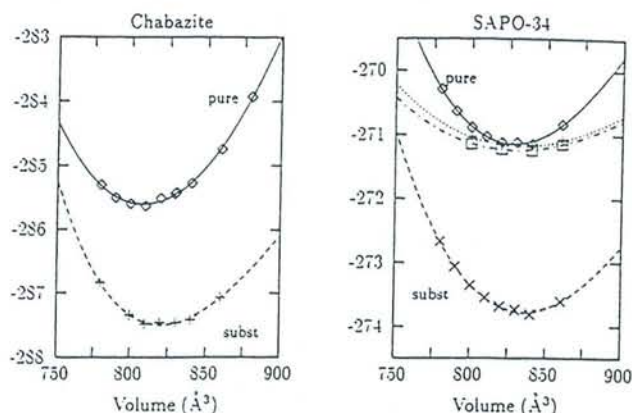 Chabazite
-283
-284
-285
-286
-287
-288
pure
subst
750
800
850
900
Volume (Å³)
SAPO-34
-270
-271
-272
-273
-274
pure
subst
750
800
850
900
Volume (Å³)